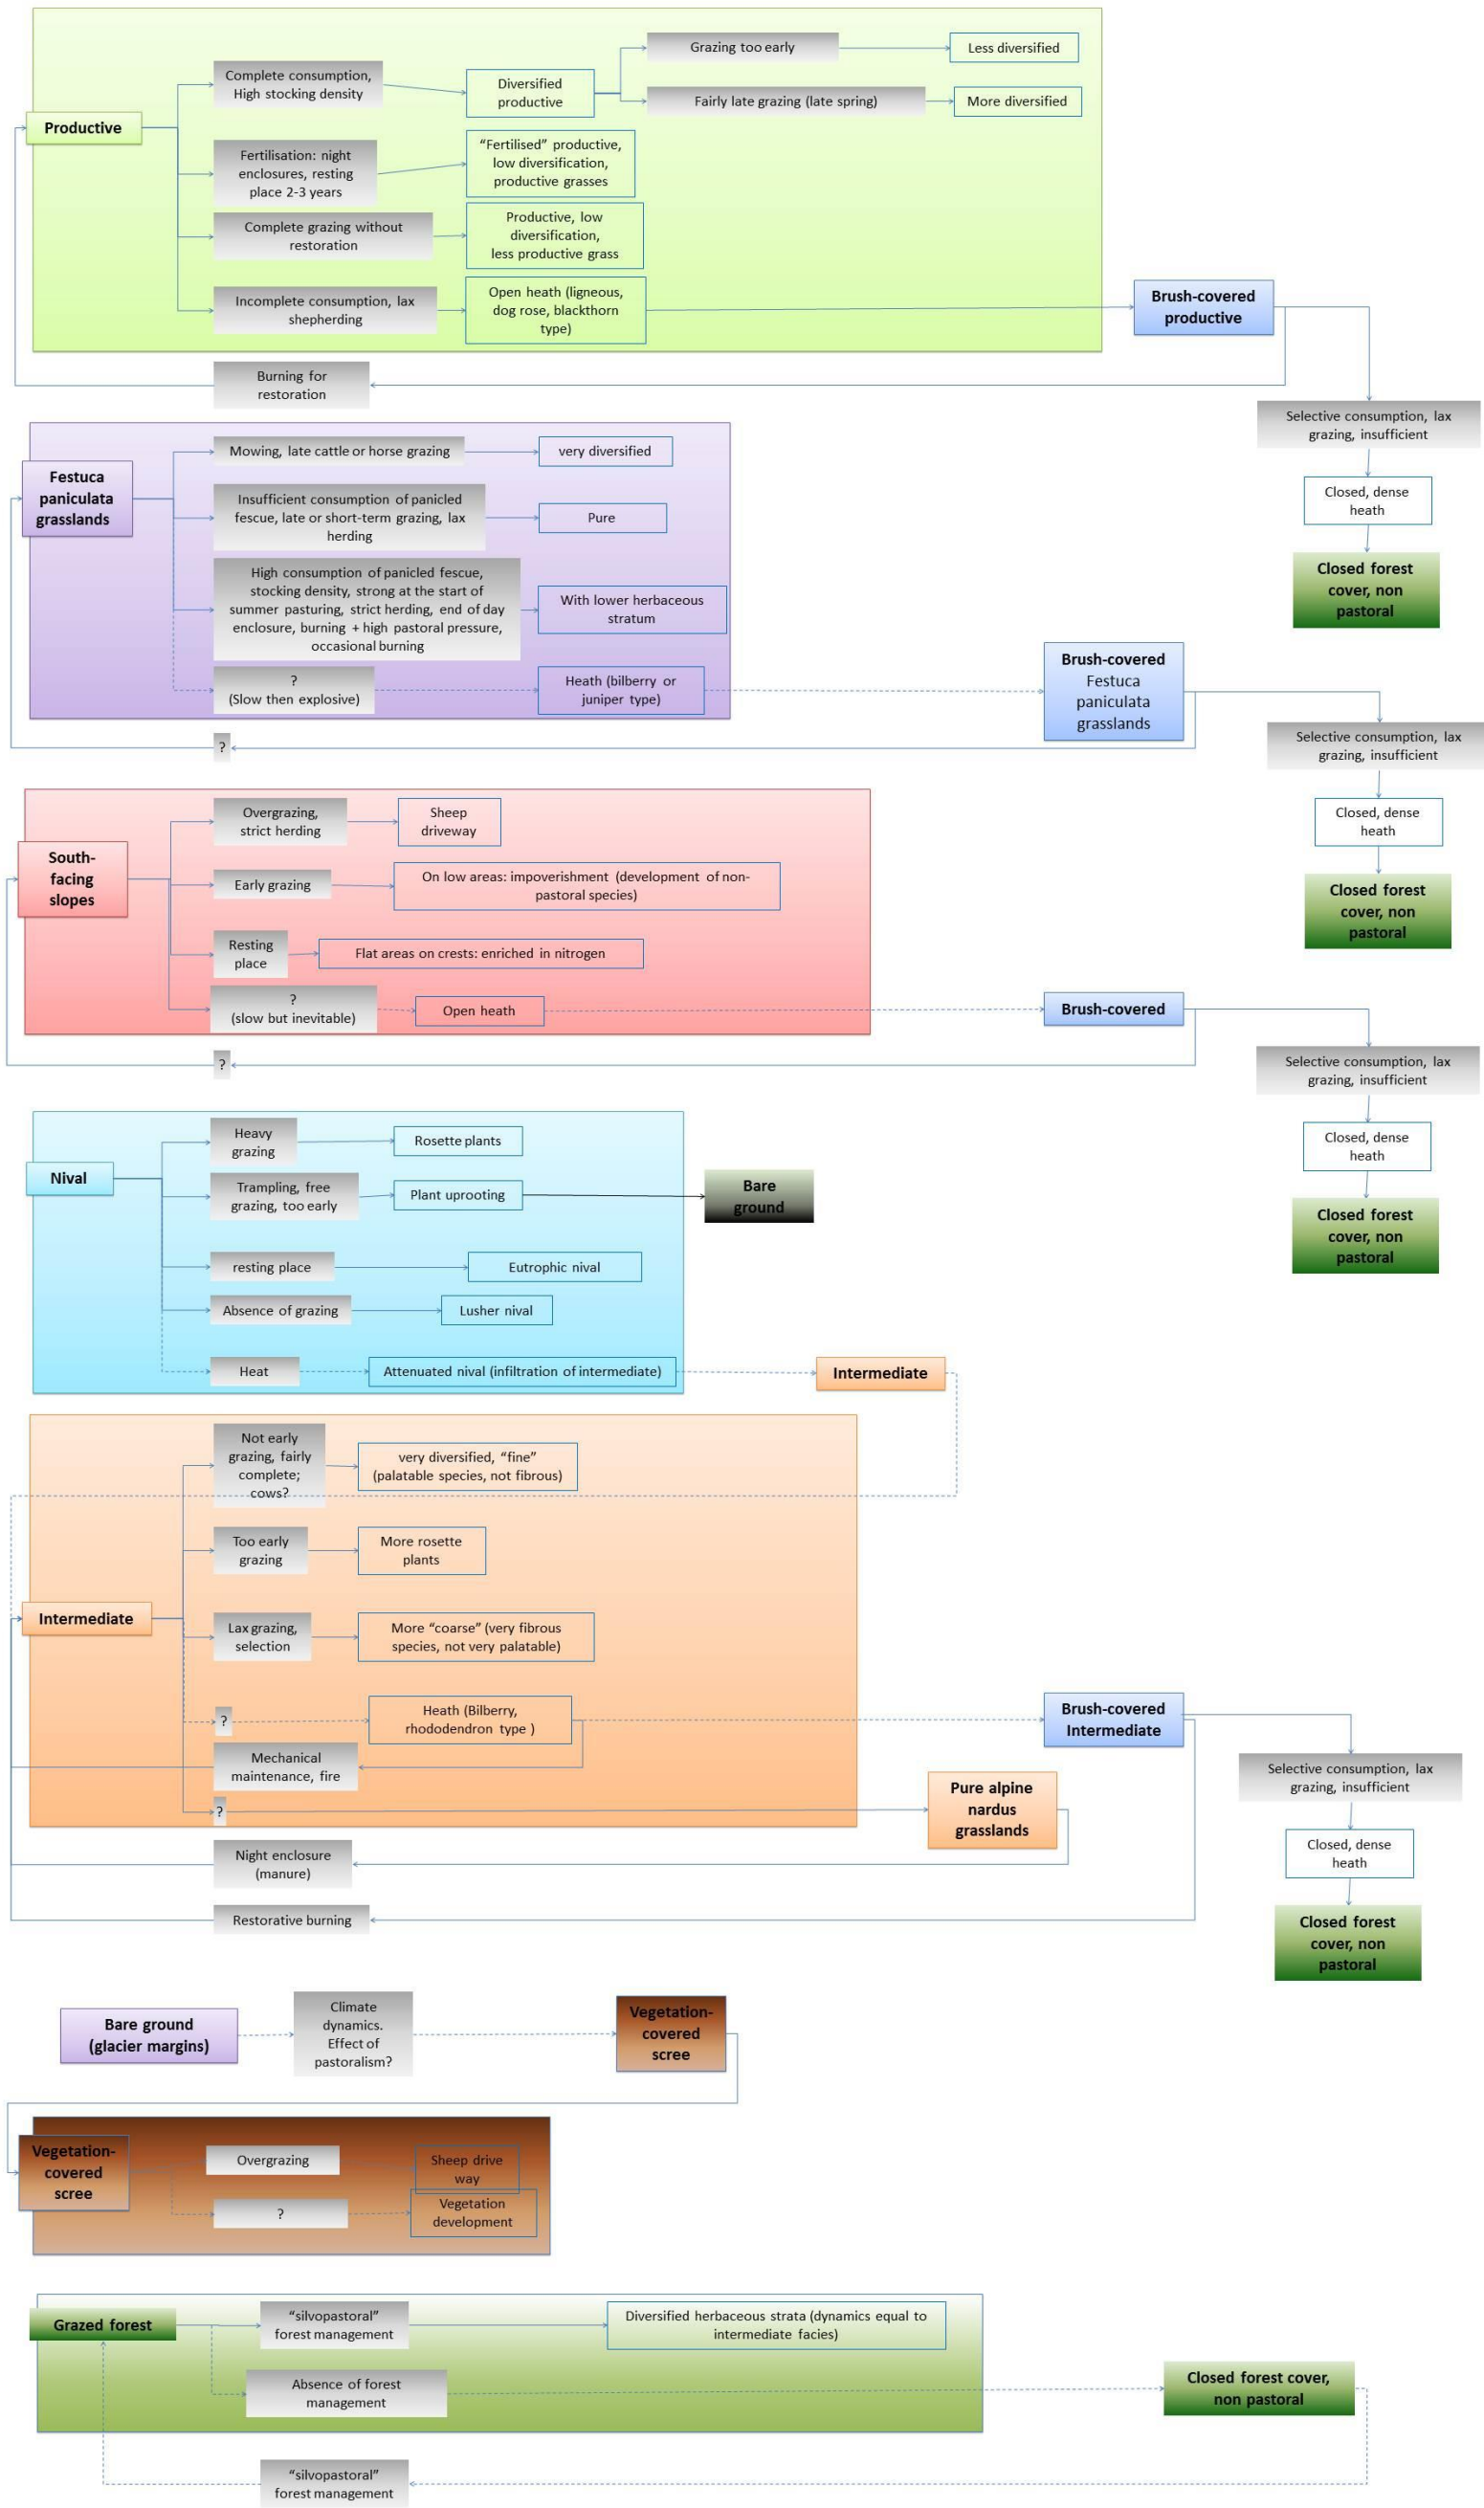 Productive
Complete consumption,
High stocking density
Diversified
productive
Grazing too early
Less diversified
Fairly late grazing (late spring)
More diversified
Fertilisation: night
enclosures, resting
place 2-3 years
“Fertilised” productive,
low diversification,
productive grasses
Complete grazing without
restoration
Productive, low
diversification,
less productive grass
Incomplete consumption, lax
shepherding
Open heath (ligneous,
dog rose, blackthorn
type)
Brush-covered
productive
Burning for
restoration
Selective consumption, lax
grazing, insufficient
Closed, dense
heath
Closed forest
cover, non
pastoral
Festuca
paniculata
grasslands
Mowing, late cattle or horse grazing
very diversified
Insufficient consumption of panicled
fescue, late or short-term grazing, lax
herding
Pure
High consumption of panicled fescue,
stocking density, strong at the start of
summer pasturing, strict herding, end of day
enclosure, burning + high pastoral pressure,
occasional burning
With lower herbaceous
stratum
?
(Slow then explosive)
Heath (bilberry or
juniper type)
Brush-covered
Festuca
paniculata
grasslands
?
Selective consumption, lax
grazing, insufficient
Closed, dense
heath
Closed forest
cover, non
pastoral
South-
facing
slopes
Overgrazing,
strict herding
Sheep
driveway
Early grazing
On low areas: impoverishment (development of non-
pastoral species)
Resting
place
Flat areas on crests: enriched in nitrogen
?
(slow but inevitable)
Open heath
Brush-covered
?
Selective consumption, lax
grazing, insufficient
Closed, dense
heath
Closed forest
cover, non
pastoral
Nival
Heavy
grazing
Rosette plants
Trampling, free
grazing, too early
Plant uprooting
Bare
ground
resting place
Eutrophic nival
Absence of grazing
Lusher nival
Heat
Attenuated nival (infiltration of intermediate)
Intermediate
Intermediate
Not early
grazing, fairly
complete;
cows?
very diversified, “fine”
(palatable species, not fibrous)
Too early
grazing
More rosette
plants
Lax grazing,
selection
More “coarse” (very fibrous
species, not very palatable)
?
Heath (Bilberry,
rhododendron type )
Brush-covered
Intermediate
Mechanical
maintenance, fire
?
Pure alpine
nardus
grasslands
Night enclosure
(manure)
Restorative burning
Selective consumption, lax
grazing, insufficient
Closed, dense
heath
Closed forest
cover, non
pastoral
Bare ground
(glacier margins)
Climate
dynamics.
Effect of
pastoralism?
Vegetation-
covered
scree
Vegetation-
covered
scree
Overgrazing
Sheep drive
way
?
Vegetation
development
Grazed forest
“silvopastoral”
forest management
Diversified herbaceous strata (dynamics equal to
intermediate facies)
Absence of forest
management
Closed forest cover,
non pastoral
“silvopastoral”
forest management